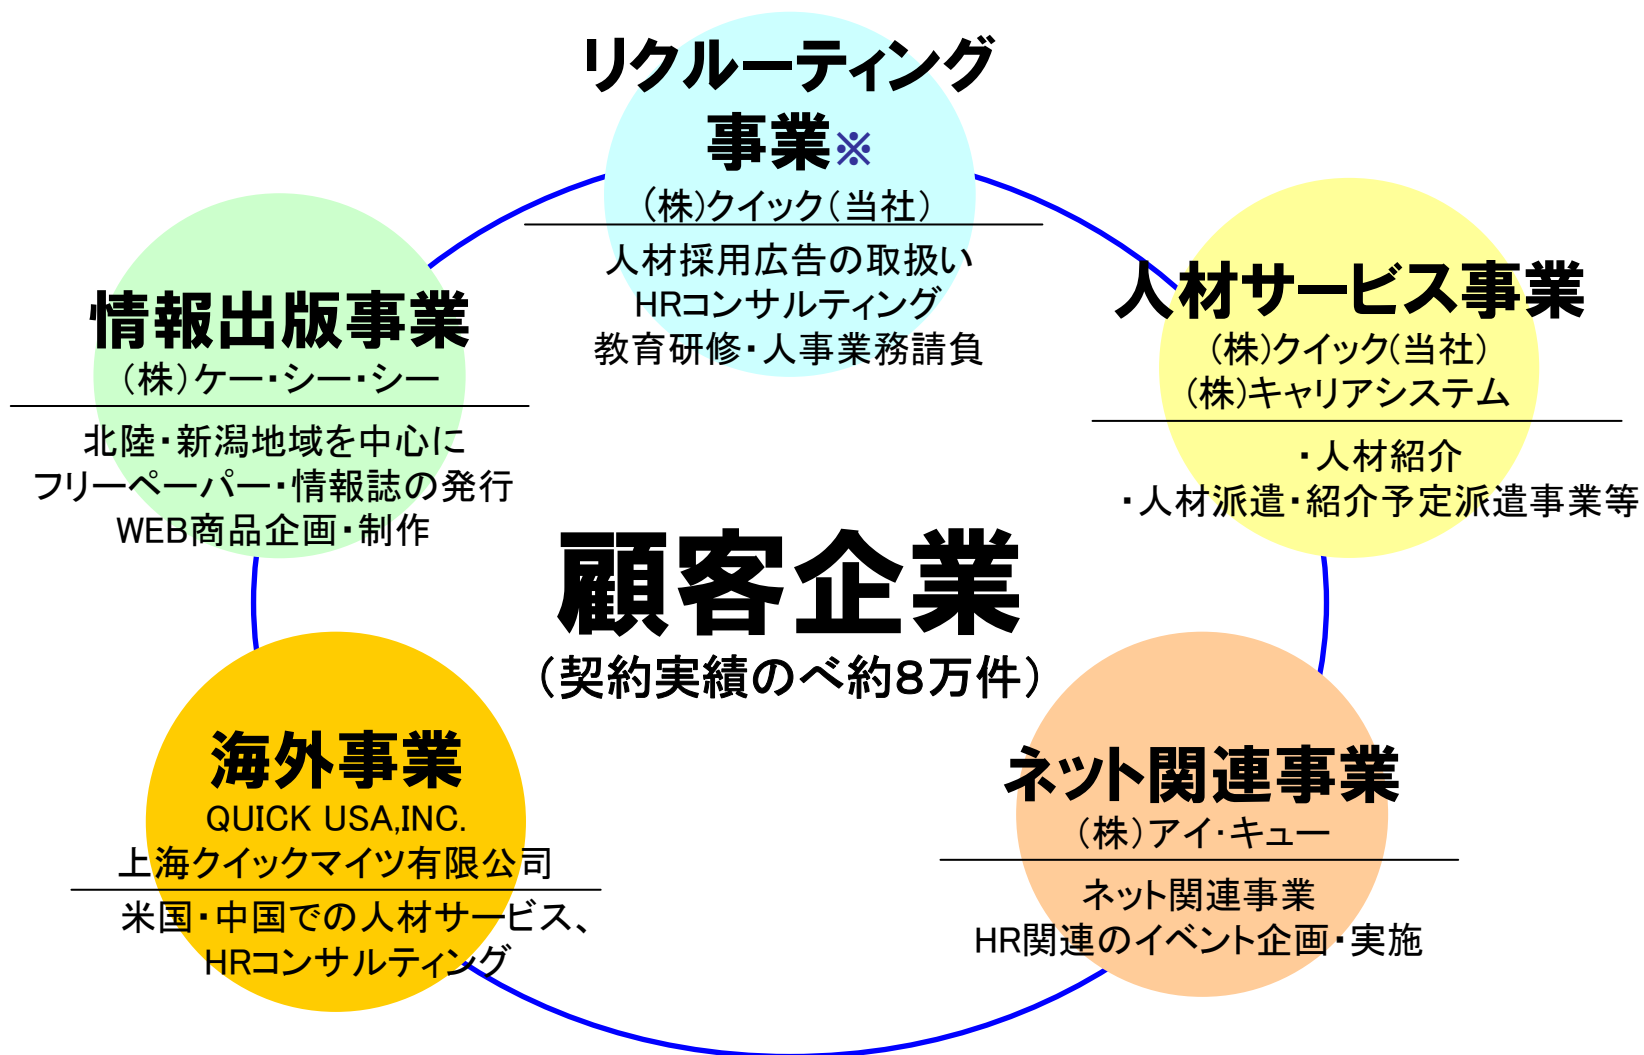 リクルーティング
事業※
(株)クイック(当社)
人材採用広告の取扱い
HRコンサルティング
教育研修・人事業務請負
情報出版事業
(株)ケー・シー・シー
北陸・新潟地域を中心に
フリーペーパー・情報誌の発行
WEB商品企画・制作
人材サービス事業
(株)クイック(当社)
(株)キャリアシステム
・人材紹介
・人材派遣・紹介予定派遣事業等
顧客企業
(契約実績のべ約8万件)
海外事業
QUICK USA,INC.
上海クイックマイツ有限公司
米国・中国での人材サービス、
HRコンサルティング
ネット関連事業
(株)アイ・キュー
ネット関連事業
HR関連のイベント企画・実施